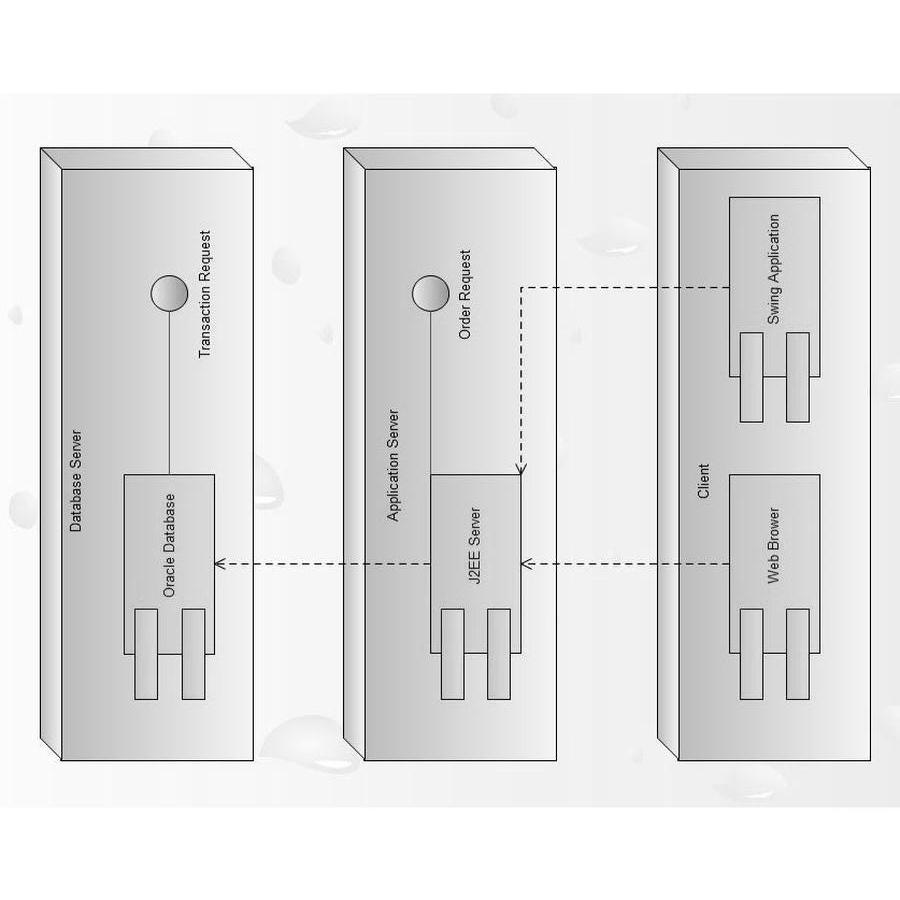 Database Server
Oracle Database
Transaction Request
Application Server
Order Request
J2EE Server
Client
Swing Application
Web Brower